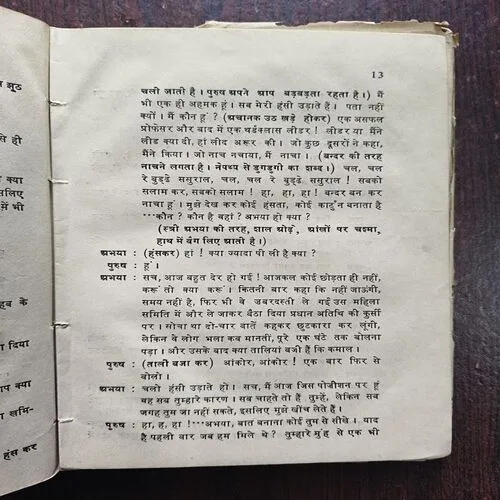 झूठ
13
चली जाती है। पुरुष अपने आप बड़बड़ता रहता है।) मैं
भी एक ही अहमक हूं। सब मेरी हंसी उड़ाते हैं। पता नहीं
क्यों। मैं कौन हूं? (अचानक उठ खड़े होकर) एक असफल
प्रोफेसर और बाद में एक थर्डक्लास लीडर! लीडर या मैंने
लीड क्या दी, हां लीद अरूर की। जो कुछ दूसरों ने कहा,
मैंने किया। जो नाच नचाया, मैं नाचा। (बन्दर की तरह
नाचने लगता है। नेपथ्य से डुगडुगी का शब्द।) चल, चल
रे बुड्ढे ससुराल, चल, चल रे बुड्ढे ससुराल! सबको
सलाम कर, सबको सलाम! हा, हा, हा! बन्दर बन कर
नाचा हूं। मुझे देख कर कोई हंसता, कोई कार्टून बनाता है
···कौन? कौन है वहां? अभया हो क्या?
(स्त्री अभया की तरह, शाल ओढ़े, आंखों पर चश्मा,
हाथ में बैग लिए आती है।)
अभया : (हंसकर) हां! क्या ज्यादा पी ली है क्या?
पुरुष : हूं।
अभया : सच, आज बहुत देर हो गई! आजकल कोई छोड़ता ही नहीं,
करूं तो क्या करूं। कितनी बार कहा कि नहीं जाऊंगी,
समय नहीं है, फिर भी वे जबरदस्ती ले गई उस महिला
समिति में और ले जाकर बैठा दिया प्रधान अतिथि की कुर्सी
पर। सोचा था दो-चार बातें कहकर छुटकारा कर लूंगी,
लेकिन वे लोग भला कब मानतीं, पूरे एक घंटे तक बोलना
पड़ा। और उसके बाद क्या तालियां बजी हैं कि कमाल।
पुरुष : (ताली बजा कर) आंकोर, आंकोर! एक बार फिर से
बोलो।
अभया : चलो हंसी उड़ाते हो। सच, मैं आज जिस पोजीशन पर हूं
वह सब तुम्हारे कारण। सब चाहते तो हैं, तुम्हें, लेकिन सब
जगह तुम जा नहीं सकते, इसलिए मुझे खींच लेते हैं।
पुरुष : हा, ह, हा! ···अभया, बात बनाना कोई तुम से सीखे। याद
है पहली बार जब हम मिले थे? तुम्हारे मुंह से एक भी
से ही
में भी
हब के
दिया
ाप क्या
समि-
हंस कर